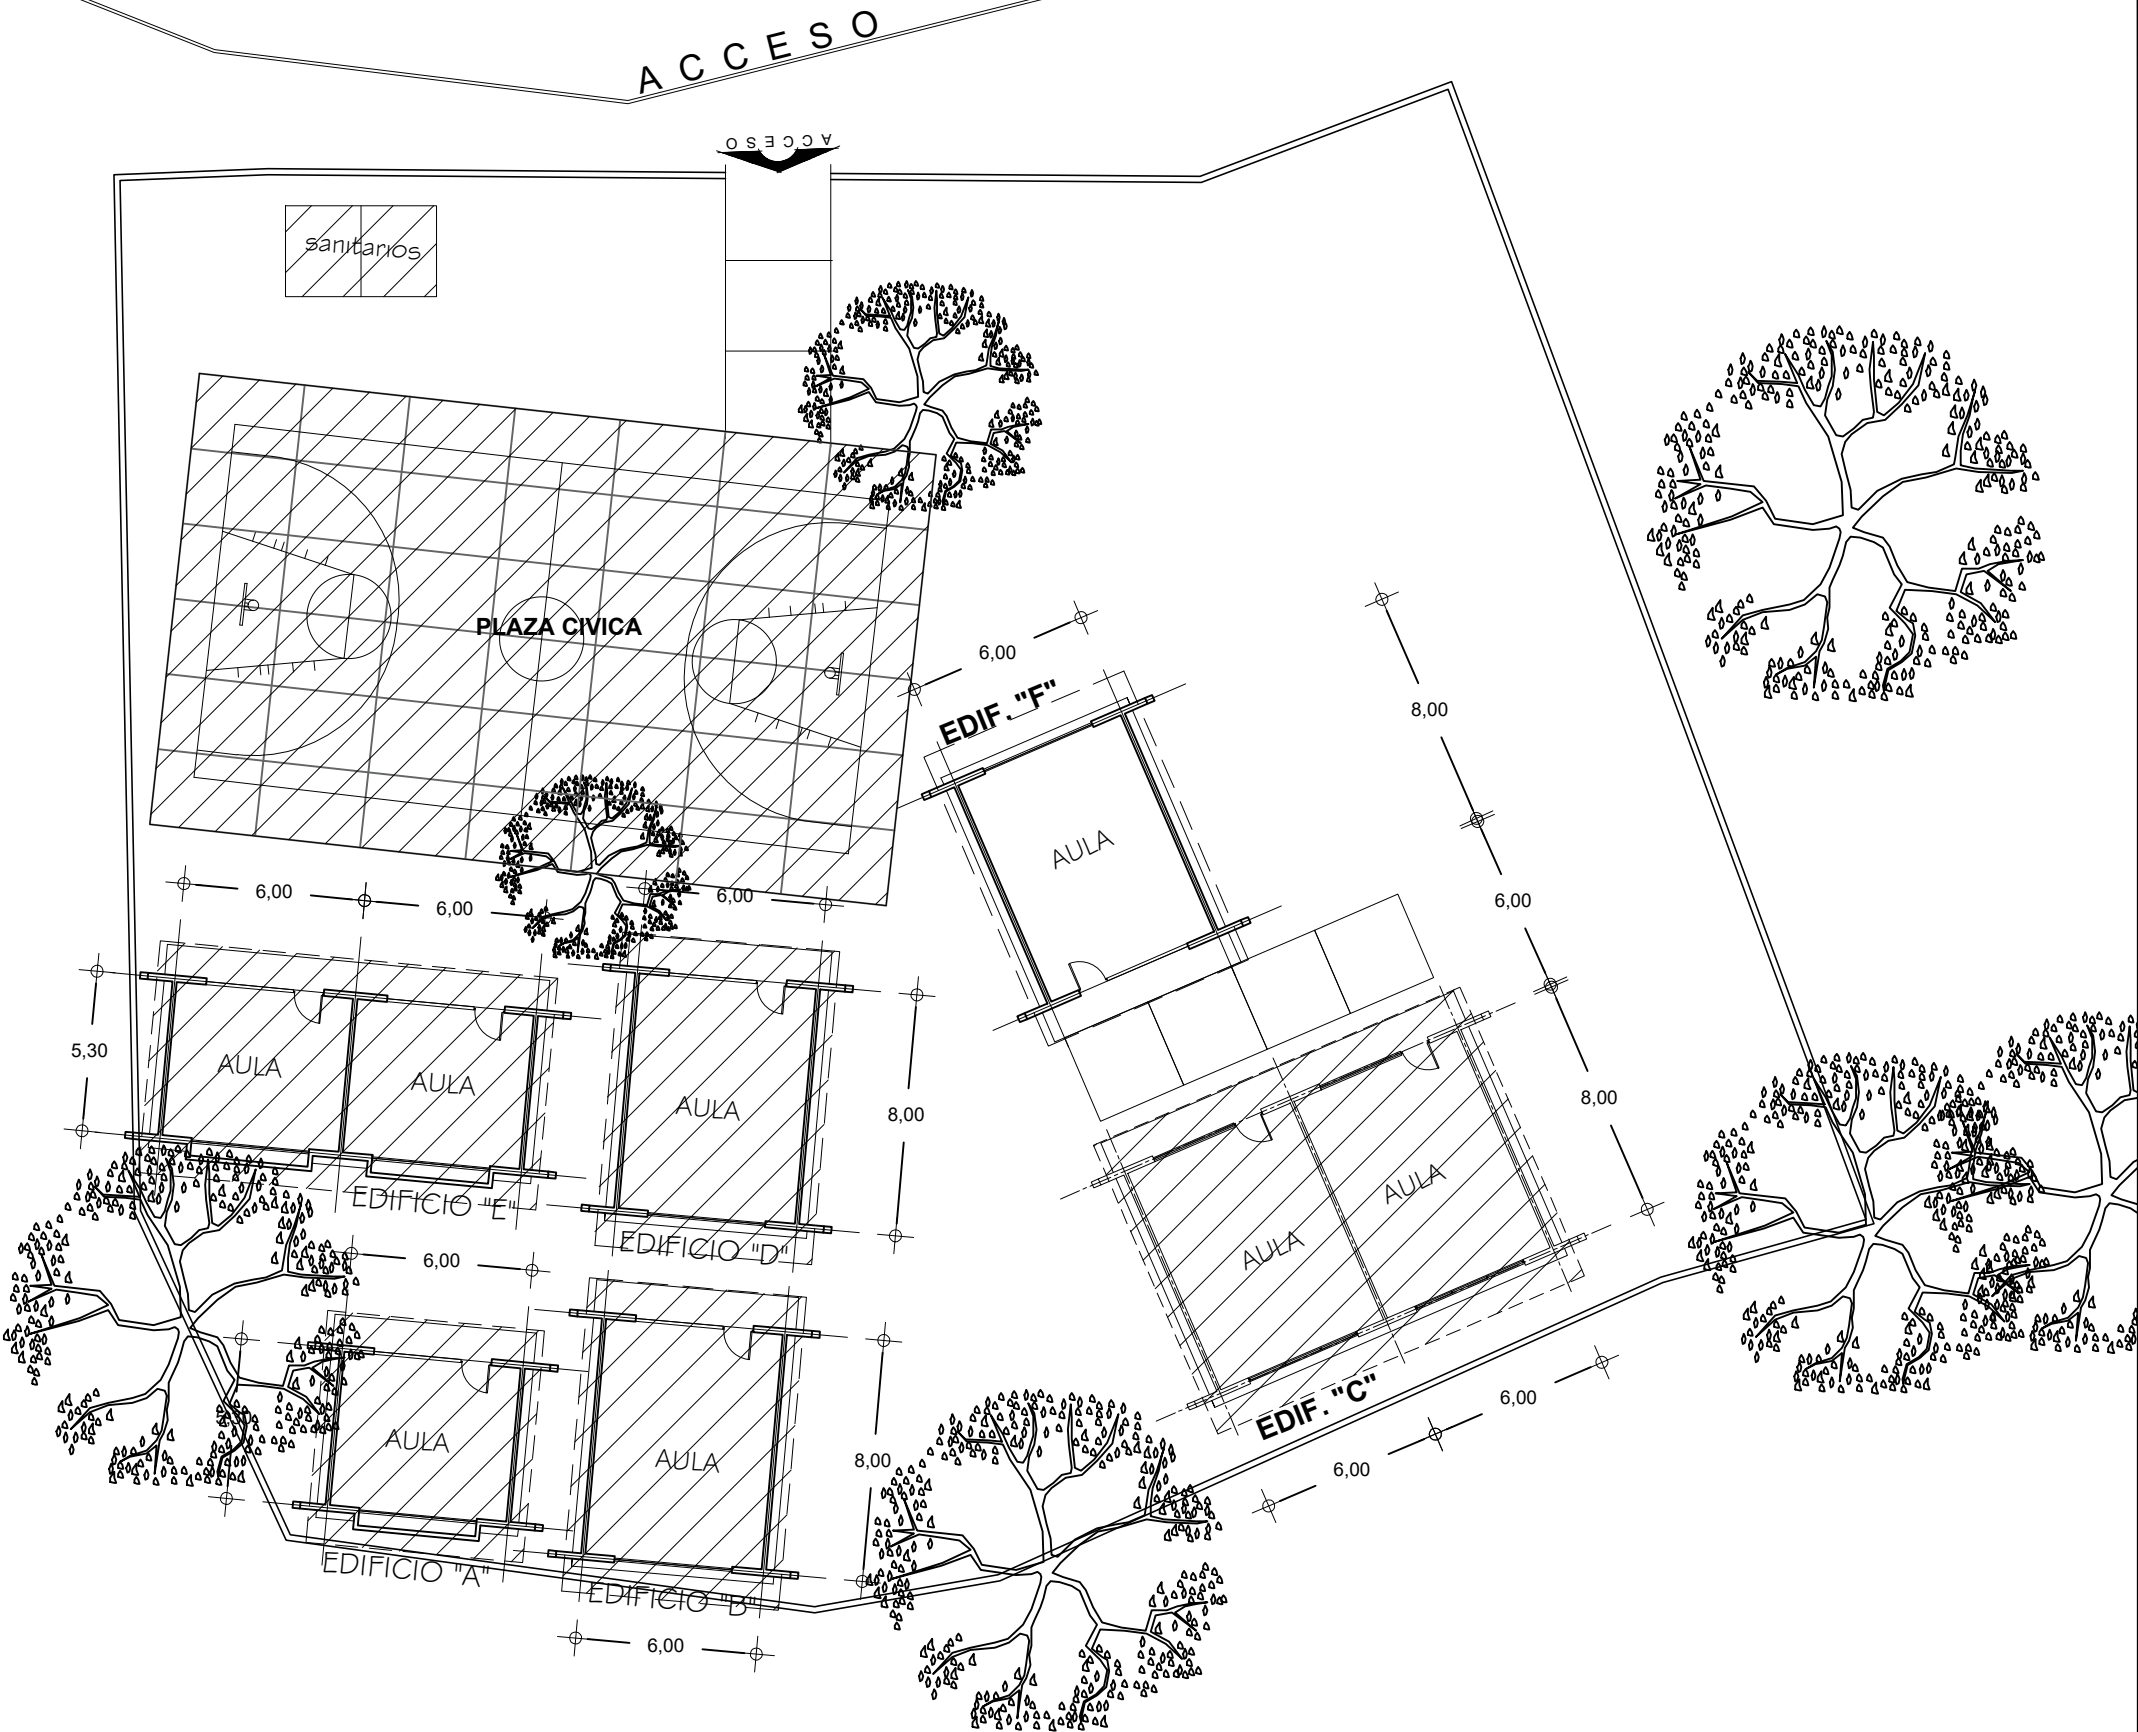 ACCESO
ACCESO
sanitarios
PLAZA CIVICA
6,00
EDIF. "F"
8,00
AULA
6,00
6,00
6,00
6,00
5,30
AULA
AULA
AULA
8,00
8,00
EDIFICIO "E"
EDIFICIO "D"
AULA
AULA
6,00
EDIF. "C"
6,00
6,00
AULA
AULA
8,00
EDIFICIO "A"
EDIFICIO "B"
6,00